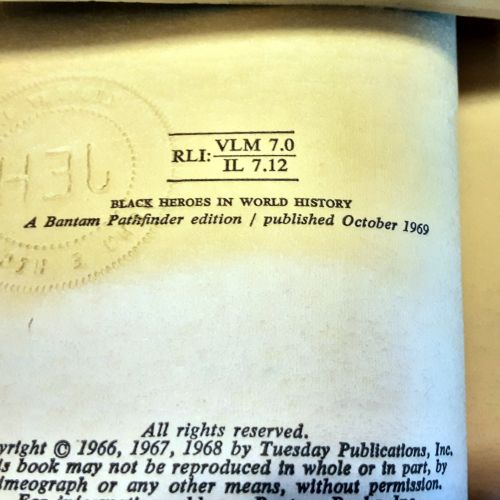 RLI: VLM 7.0
IL 7.12
BLACK HEROES IN WORLD HISTORY
A Bantam Pathfinder edition / published October 1969
All rights reserved.
yright © 1966, 1967, 1968 by Tuesday Publications, Inc.
is book may not be reproduced in whole or in part, by
imeograph or any other means, without permission.